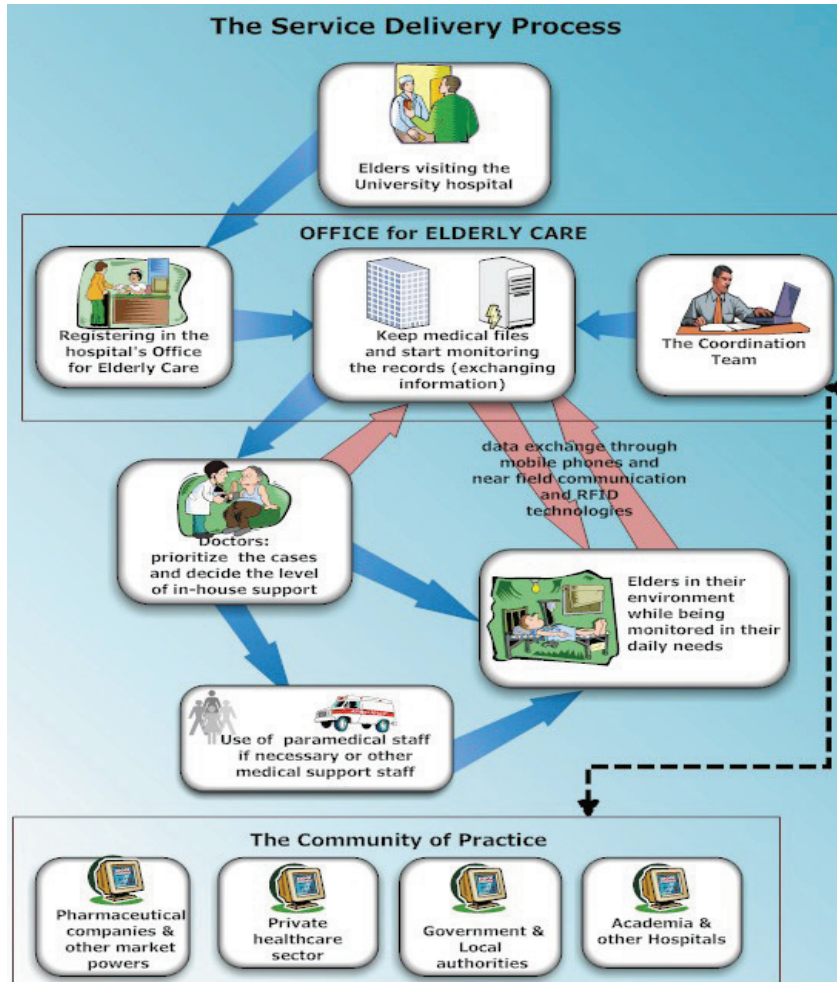 The Service Delivery Process
Elders visiting the
University hospital
OFFICE for ELDERLY CARE
Registering in the
hospital's Office
for Elderly Care
Keep medical files
and start monitoring
the records (exchanging
information)
The Coordination
Team
data exchange through
mobile phones and
near field communication
and RFID
technologies
Doctors:
prioritize the cases
and decide the level
of in-house support
Elders in their
environment
while being
monitored in their
daily needs
Use of paramedical staff
if necessary or other
medical support staff
The Community of Practice
Pharmaceutical
companies &
other market
powers
Private
healthcare
sector
Government &
Local
authorities
Academia &
other Hospitals